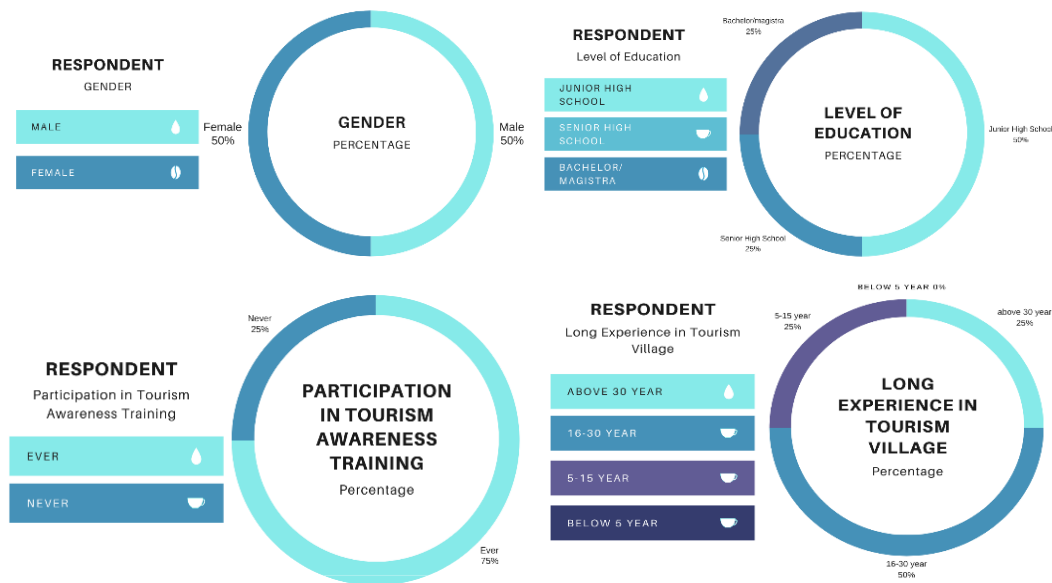 RESPONDENT
GENDER
MALE
FEMALE
Female
50%
GENDER
PERCENTAGE
Male
50%
RESPONDENT
Level of Education
JUNIOR HIGH
SCHOOL
SENIOR HIGH
SCHOOL
BACHELOR/
MAGISTRA
Bachelor/magistra
25%
LEVEL OF
EDUCATION
PERCENTAGE
Junior High School
50%
Senior High School
25%
RESPONDENT
Participation in Tourism
Awareness Training
EVER
NEVER
Never
25%
PARTICIPATION
IN TOURISM
AWARENESS
TRAINING
Percentage
Ever
75%
RESPONDENT
Long Experience in Tourism
Village
ABOVE 30 YEAR
16-30 YEAR
5-15 YEAR
BELOW 5 YEAR
BELOW 5 YEAR 0%
5-15 year
25%
above 30 year
25%
LONG
EXPERIENCE IN
TOURISM
VILLAGE
Percentage
16-30 year
50%